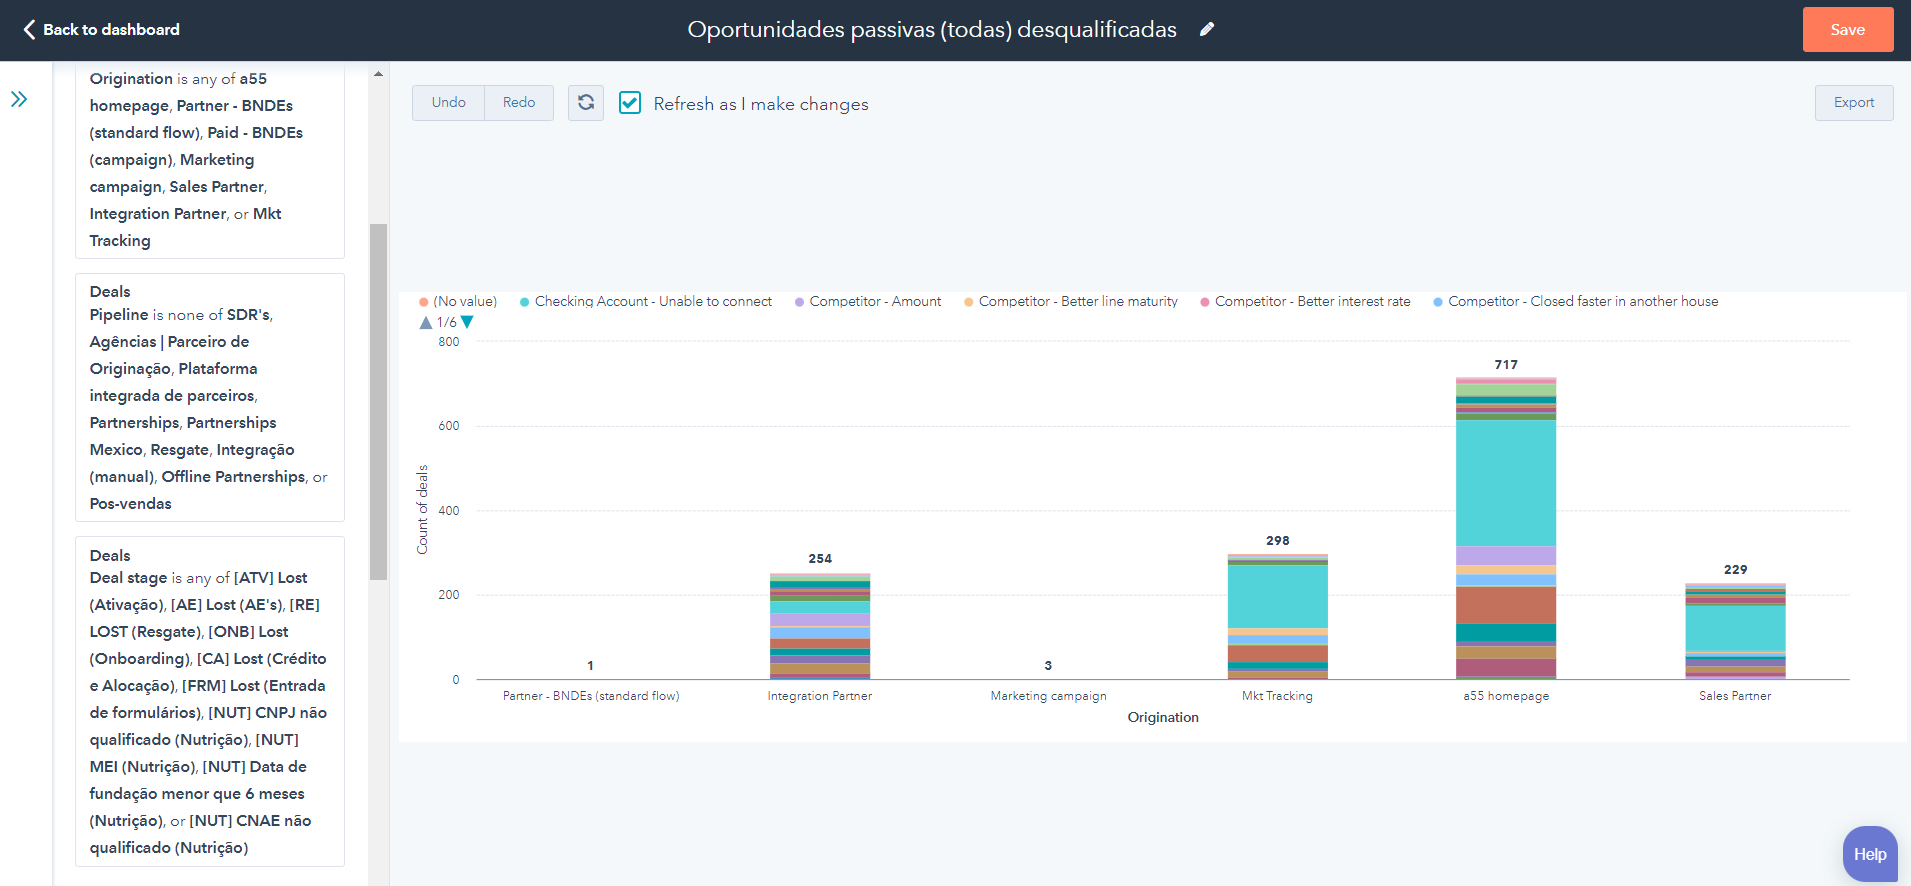 Back to dashboard
Oportunidades passivas (todas) desqualificadas
Save
Origination is any of a55
homepage, Partner - BNDEs
(standard flow), Paid - BNDEs
(campaign), Marketing
campaign, Sales Partner,
Integration Partner, or Mkt
Tracking
Deals
Pipeline is none of SDR's,
Agências | Parceiro de
Originação, Plataforma
integrada de parceiros,
Partnerships, Partnerships
Mexico, Resgate, Integração
(manual), Offline Partnerships, or
Pos-vendas
Deals
Deal stage is any of [ATV] Lost
(Ativação), [AE] Lost (AE's), [RE]
LOST (Resgate), [ONB] Lost
(Onboarding), [CA] Lost (Crédito
e Alocação), [FRM] Lost (Entrada
de formulários), [NUT] CNPJ não
qualificado (Nutrição), [NUT]
MEI (Nutrição), [NUT] Data de
fundação menor que 6 meses
(Nutrição), or [NUT] CNAE não
qualificado (Nutrição)
Undo
Redo
Refresh as I make changes
Export
(No value)
Checking Account - Unable to connect
Competitor - Amount
Competitor - Better line maturity
Competitor - Better interest rate
Competitor - Closed faster in another house
1/6
800
600
400
200
0
Count of deals
1
254
3
298
717
229
Partner - BNDEs (standard flow)
Integration Partner
Marketing campaign
Mkt Tracking
a55 homepage
Sales Partner
Origination
Help